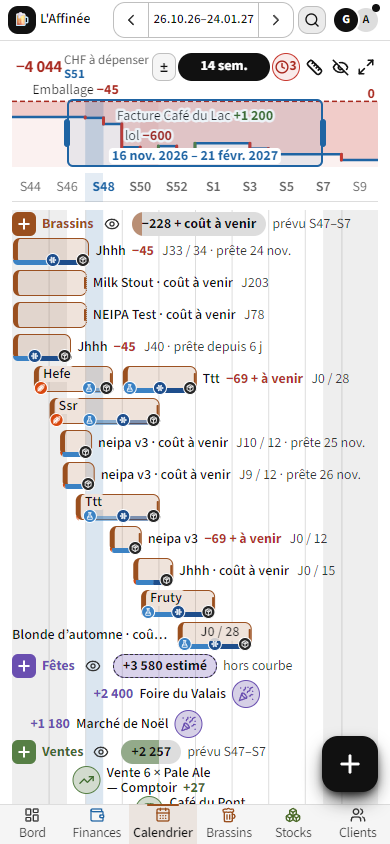 L'Affinée
26.10.26–24.01.27
G
A
−4 044 CHF à dépenser
S51
±
14 sem.
3
Emballage −45
0
Facture Café du Lac +1 200
lol −600
16 nov. 2026 – 21 févr. 2027
S44 S46 S48 S50 S52 S1 S3 S5 S7 S9
Brassins −228 + coût à venir prévu S47–S7
Jhhh −45 J33 / 34 · prête 24 nov.
Milk Stout · coût à venir J203
NEIPA Test · coût à venir J78
Jhhh −45 J40 · prête depuis 6 j
Hefe
Ttt −69 + à venir J0 / 28
Ssr
neipa v3 · coût à venir J10 / 12 · prête 25 nov.
neipa v3 · coût à venir J9 / 12 · prête 26 nov.
Ttt
neipa v3 −69 + à venir J0 / 12
Jhhh · coût à venir J0 / 15
Fruty
Blonde d'automne · coû… J0 / 28
Fêtes +3 580 estimé hors courbe
+2 400 Foire du Valais
+1 180 Marché de Noël
Ventes +2 257 prévu S47–S7
Vente 6 × Pale Ale
— Comptoir +27
Café du Pont
Bord Finances Calendrier Brassins Stocks Clients